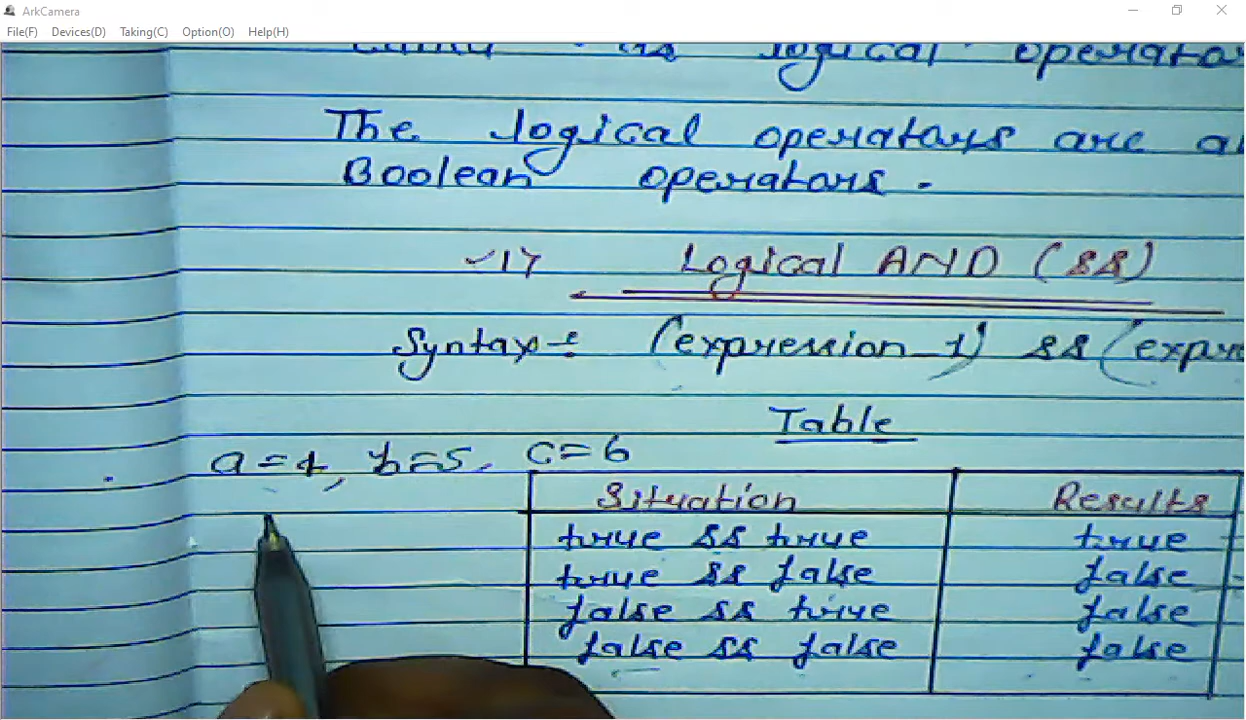 ArkCamera
File(F) Devices(D) Taking(C) Option(O) Help(H)
is logical operator
The logical operators are al
Boolean operators.
1> Logical AND (&&)
Syntax: (expression_1) && (expre
Table
a=4, b=5, c=6
Situation Results
true && true true
true && false false
false && true false
false && false false